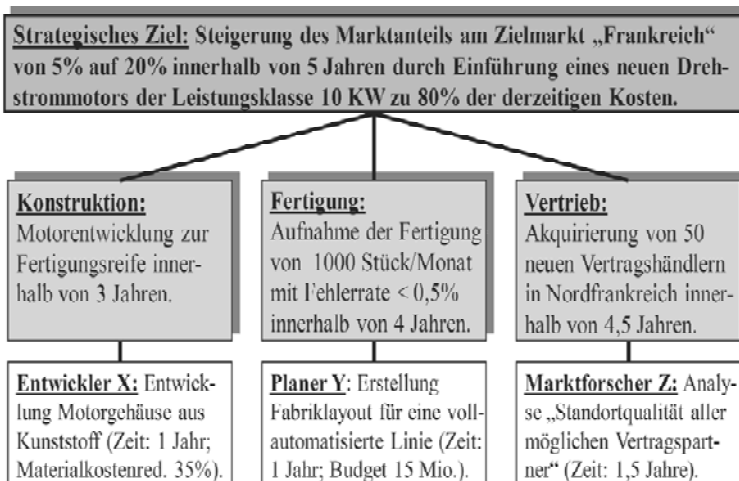 Strategisches Ziel: Steigerung des Marktanteils am Zielmarkt „Frankreich“
von 5% auf 20% innerhalb von 5 Jahren durch Einführung eines neuen Dreh-
strommotors der Leistungsklasse 10 KW zu 80% der derzeitigen Kosten.
Konstruktion:
Motorentwicklung zur
Fertigungsreife inner-
halb von 3 Jahren.
Fertigung:
Aufnahme der Fertigung
von 1000 Stück/Monat
mit Fehlerrate < 0,5%
innerhalb von 4 Jahren.
Vertrieb:
Akquirierung von 50
neuen Vertragshändlern
in Nordfrankreich inner-
halb von 4,5 Jahren.
Entwickler X: Entwick-
lung Motorgehäuse aus
Kunststoff (Zeit: 1 Jahr;
Materialkostenred. 35%).
Planer Y: Erstellung
Fabriklayout für eine voll-
automatisierte Linie (Zeit:
1 Jahr; Budget 15 Mio.).
Marktforscher Z: Analy-
se „Standortqualität aller
möglichen Vertragspart-
ner“ (Zeit: 1,5 Jahre).